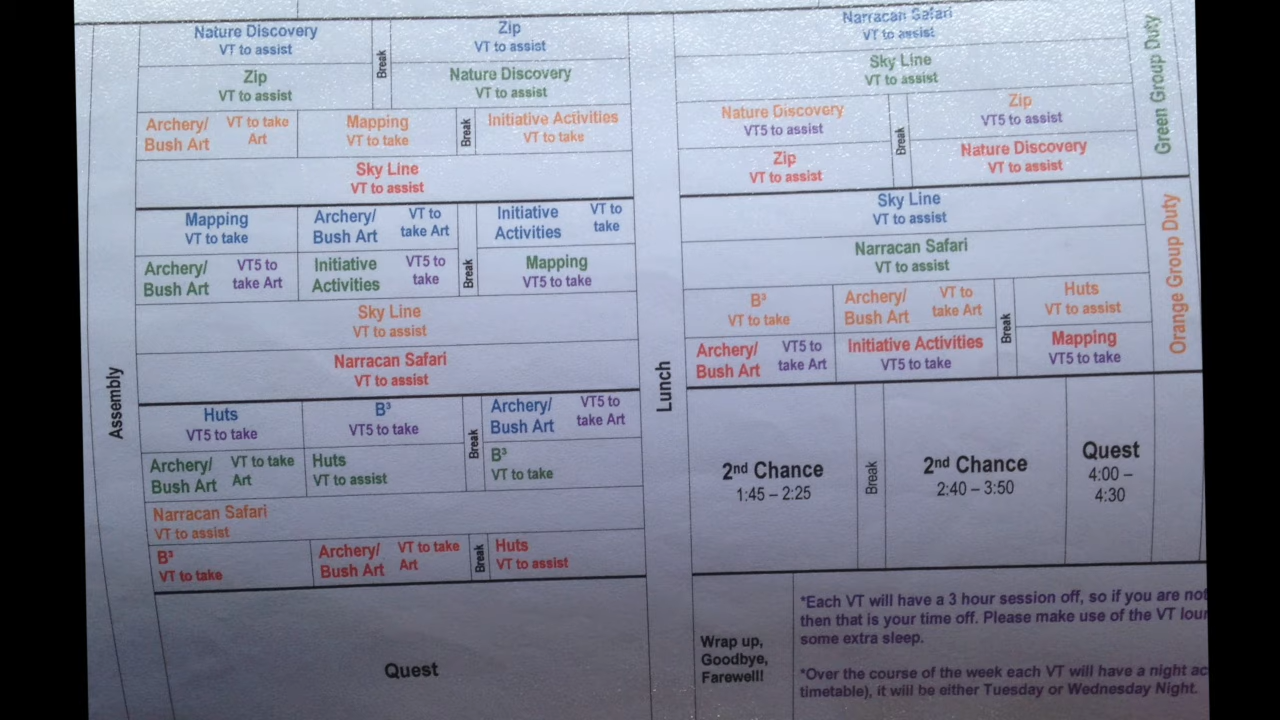 Assembly
Nature Discovery
VT to assist
Break
Zip
VT to assist
Zip
VT to assist
Nature Discovery
VT to assist
Archery/ VT to take
Bush Art Art
Mapping
VT to take
Break
Initiative Activities
VT to take
Sky Line
VT to assist
Mapping
VT to take
Archery/ VT to
Bush Art take Art
Break
Initiative VT to
Activities take
Archery/ VT5 to
Bush Art take Art
Initiative VT5 to
Activities take
Mapping
VT5 to take
Sky Line
VT to assist
Narracan Safari
VT to assist
Huts
VT5 to take
B³
VT5 to take
Break
Archery/ VT5 to
Bush Art take Art
Archery/ VT to take
Bush Art Art
Huts
VT to assist
B³
VT to take
Narracan Safari
VT to assist
B³
VT to take
Archery/ VT to take
Bush Art Art
Break
Huts
VT to assist
Quest
Lunch
Narracan Safari
VT to assist
Sky Line
VT to assist
Nature Discovery
VT5 to assist
Break
Zip
VT5 to assist
Zip
VT to assist
Nature Discovery
VT to assist
Green Group Duty
Sky Line
VT to assist
Narracan Safari
VT to assist
B³
VT to take
Archery/ VT to
Bush Art take Art
Break
Huts
VT to assist
Archery/ VT5 to
Bush Art take Art
Initiative Activities
VT5 to take
Mapping
VT5 to take
Orange Group Duty
2nd Chance
1:45 – 2:25
Break
2nd Chance
2:40 – 3:50
Quest
4:00 –
4:30
Wrap up,
Goodbye,
Farewell!
*Each VT will have a 3 hour session off, so if you are not
then that is your time off. Please make use of the VT
some extra sleep.
*Over the course of the week each VT will have a night
timetable), it will be either Tuesday or Wednesday Night.